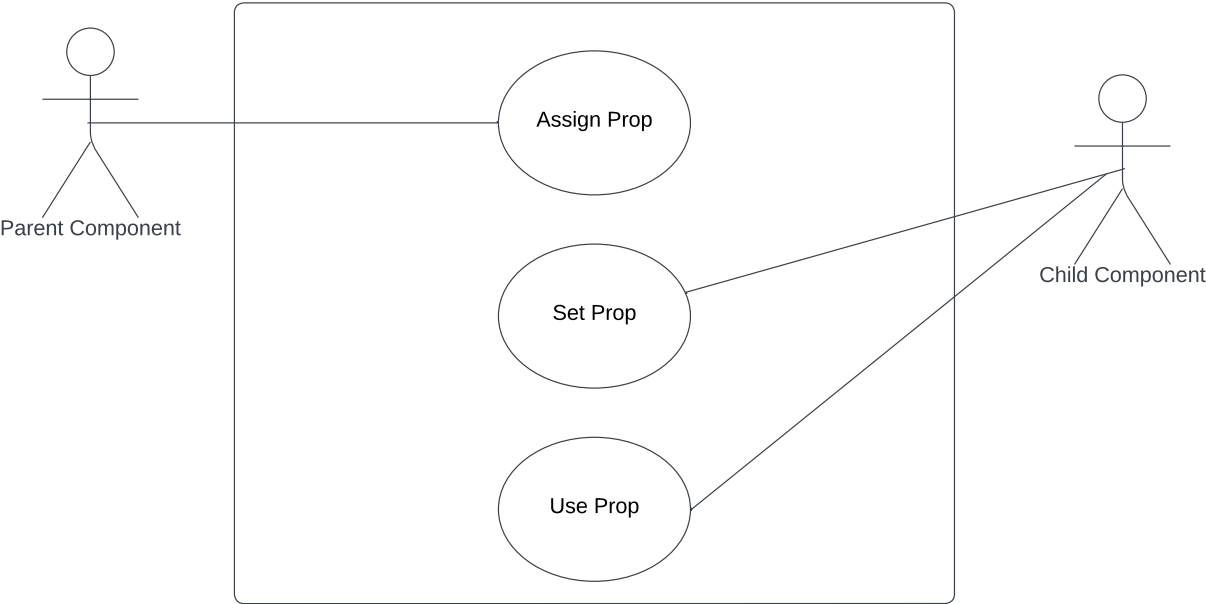 Assign Prop
Parent Component
Child Component
Set Prop
Use Prop